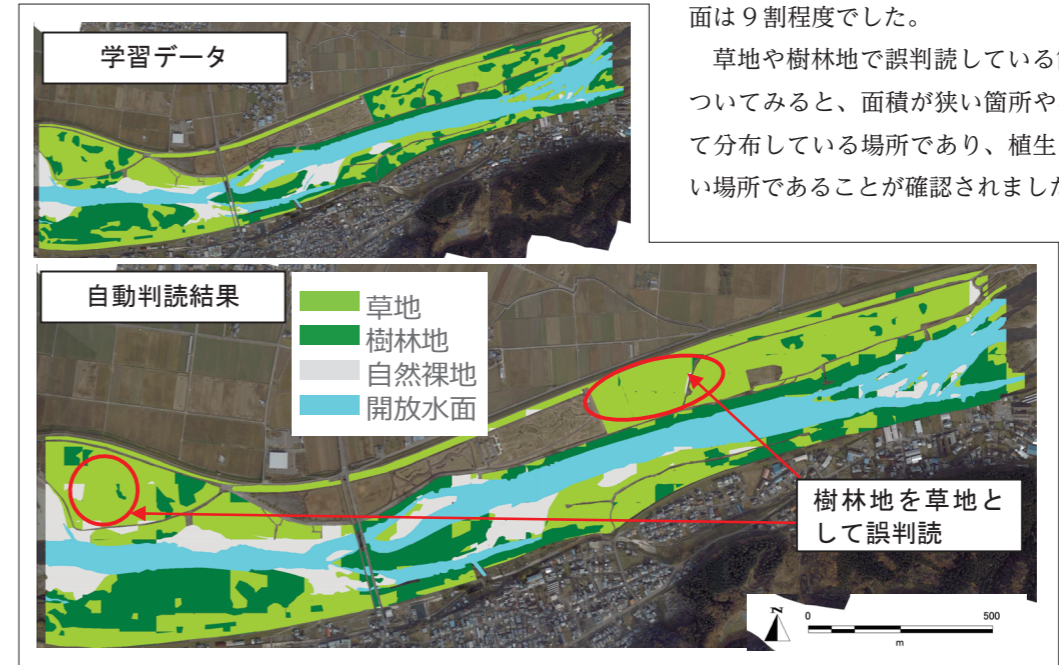 面は9割程度でした。
草地や樹林地で誤判読している
ついてみると、面積が狭い箇所や
て分布している場所であり、植生
い場所であることが確認されまし
学習データ
自動判読結果
草地
樹林地
自然裸地
開放水面
樹林地を草地と
して誤判読
N
0 500
m